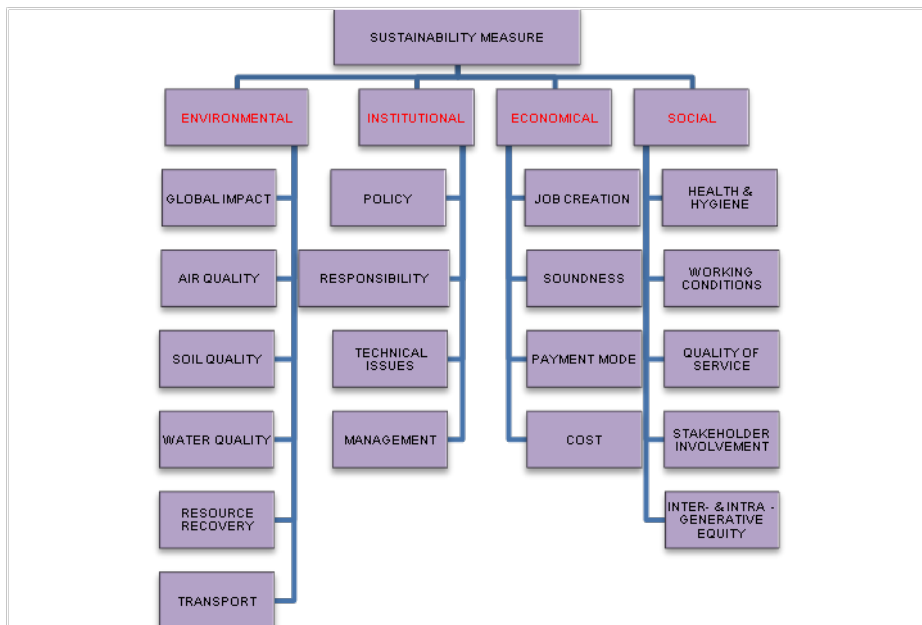 SUSTAINABILITY MEASURE
ENVIRONMENTAL
INSTITUTIONAL
ECONOMICAL
SOCIAL
GLOBAL IMPACT
AIR QUALITY
SOIL QUALITY
WATER QUALITY
RESOURCE
RECOVERY
TRANSPORT
POLICY
RESPONSIBILITY
TECHNICAL
ISSUES
MANAGEMENT
JOB CREATION
SOUNDNESS
PAYMENT MODE
COST
HEALTH &
HYGIENE
WORKING
CONDITIONS
QUALITY OF
SERVICE
STAKEHOLDER
INVOLVEMENT
INTER- & INTRA -
GENERATIVE
EQUITY